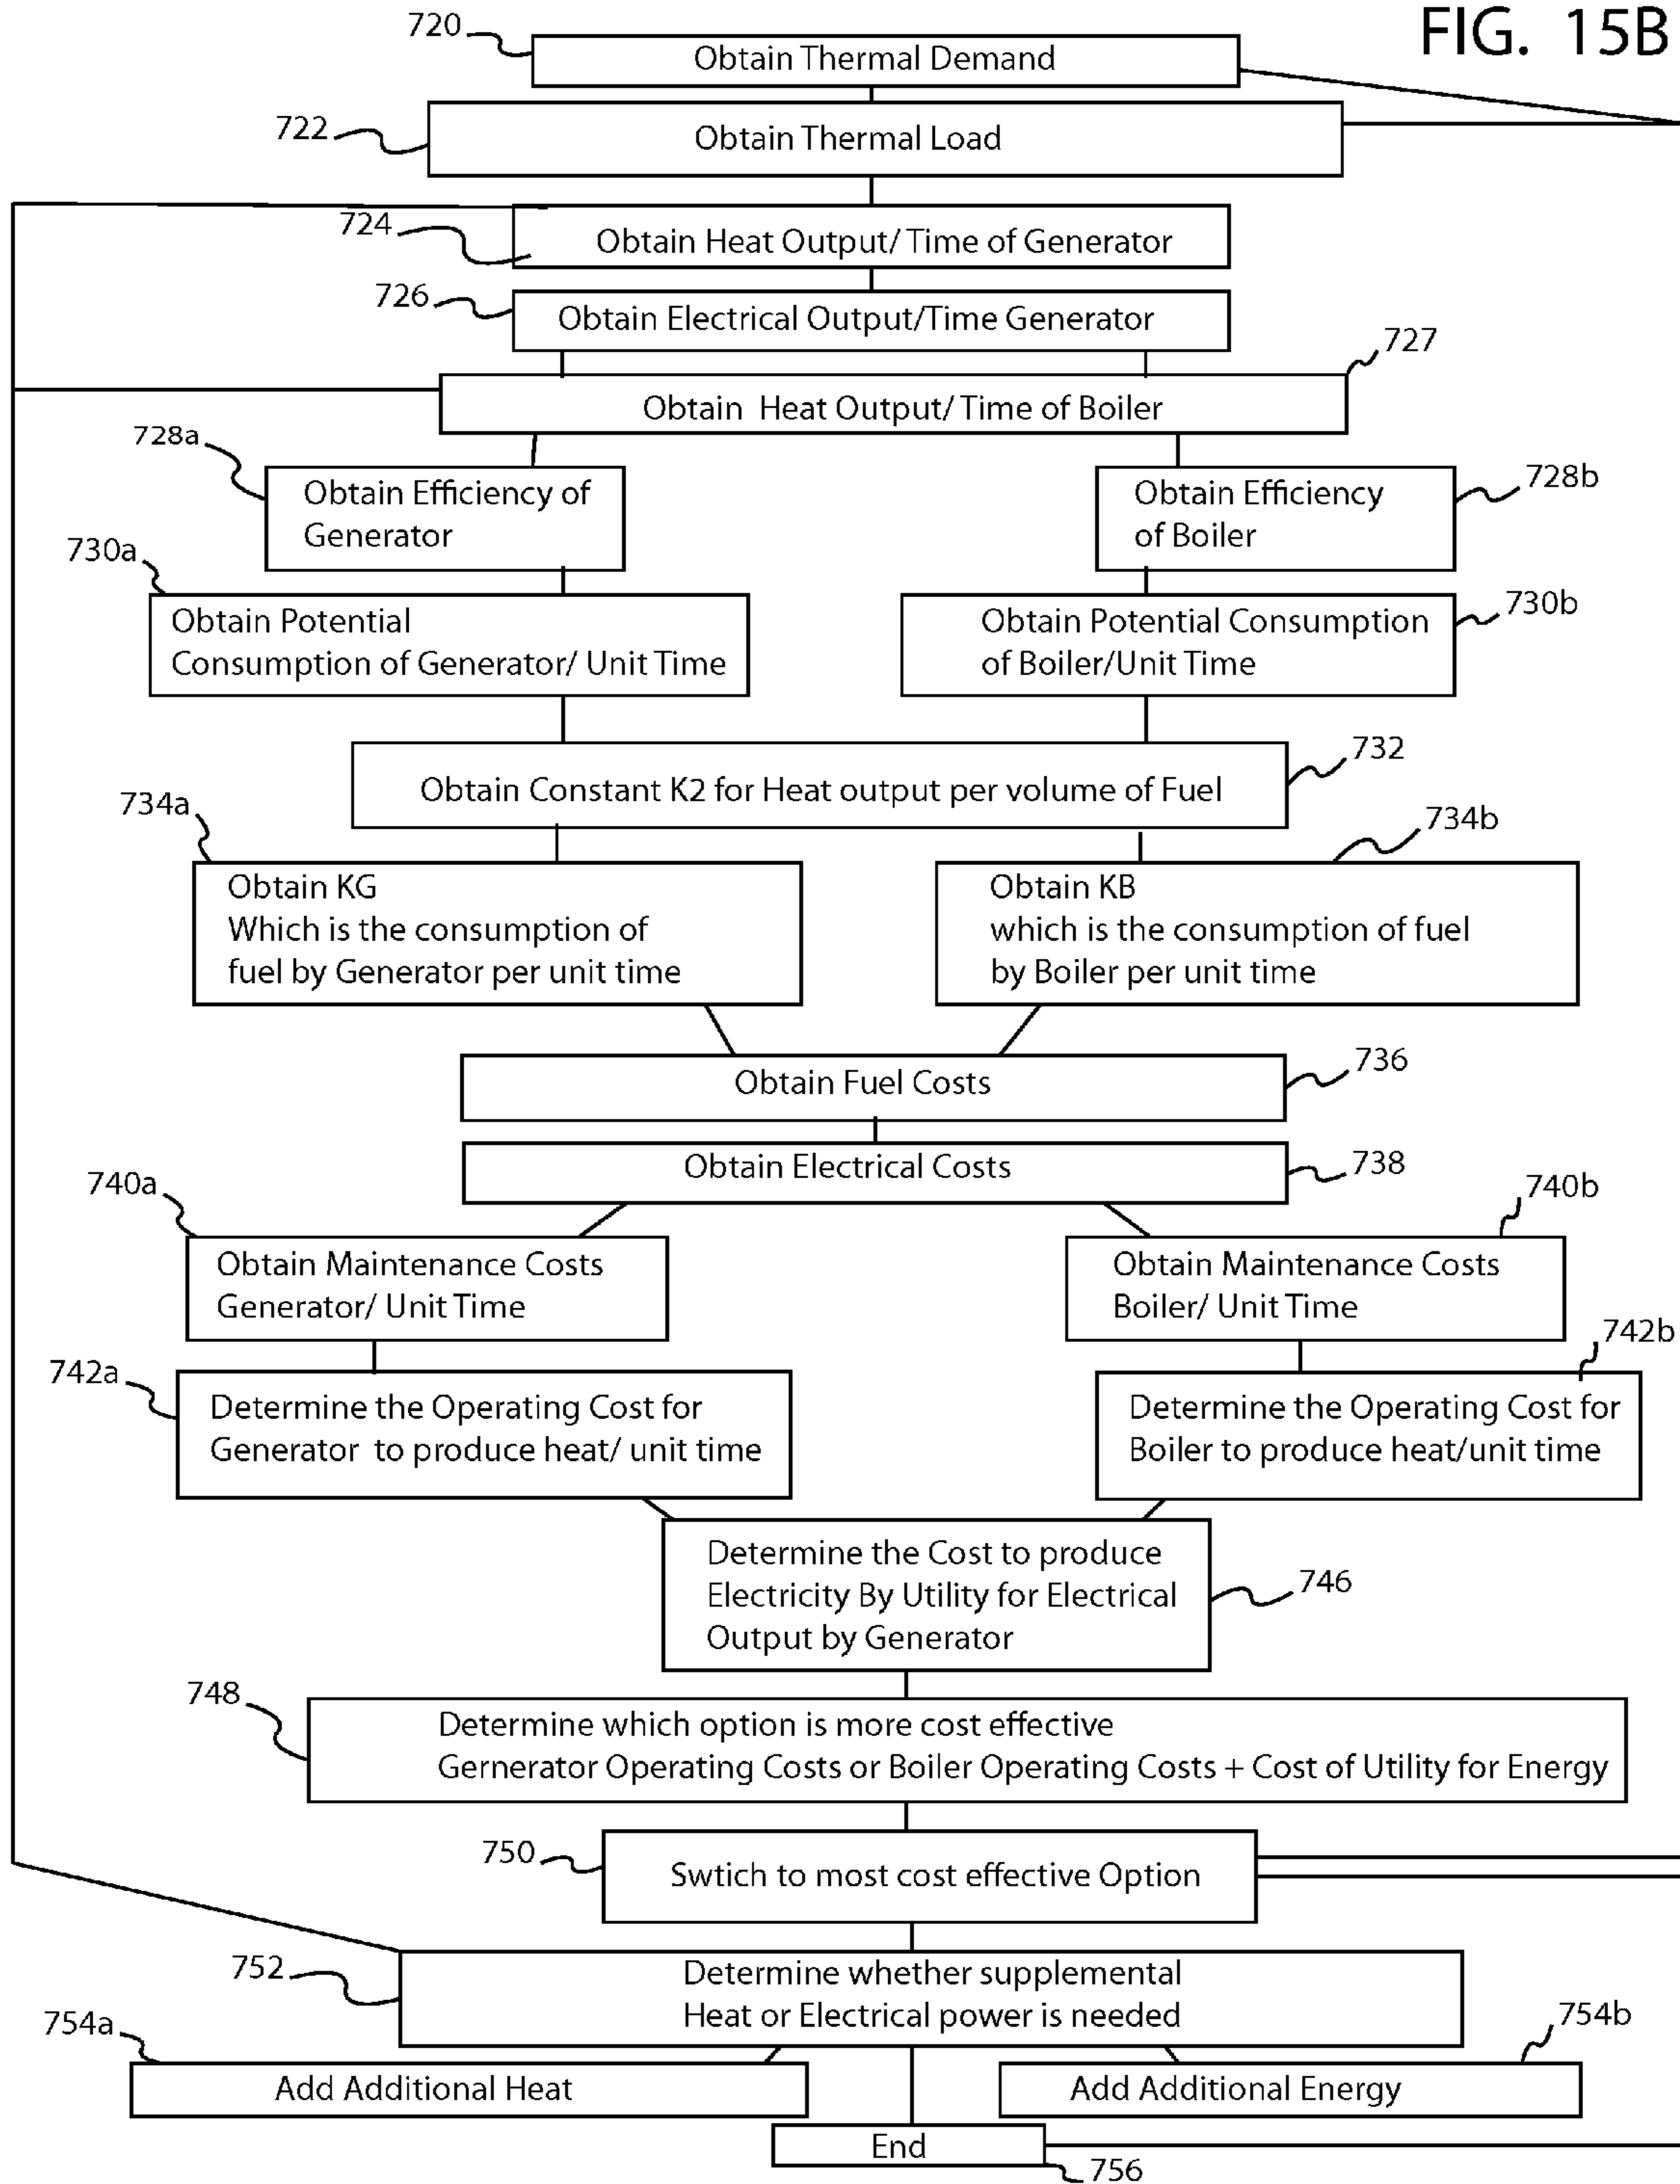 FIG. 15B
720
Obtain Thermal Demand
722
Obtain Thermal Load
724
Obtain Heat Output/ Time of Generator
726
Obtain Electrical Output/Time Generator
727
Obtain Heat Output/ Time of Boiler
728a
Obtain Efficiency of
Generator
Obtain Efficiency
of Boiler
728b
730a
Obtain Potential
Consumption of Generator/ Unit Time
Obtain Potential Consumption
of Boiler/Unit Time
730b
732
Obtain Constant K2 for Heat output per volume of Fuel
734a
Obtain KG
Which is the consumption of
fuel by Generator per unit time
734b
Obtain KB
which is the consumption of fuel
by Boiler per unit time
Obtain Fuel Costs
736
Obtain Electrical Costs
738
740a
Obtain Maintenance Costs
Generator/ Unit Time
740b
Obtain Maintenance Costs
Boiler/ Unit Time
742a
Determine the Operating Cost for
Generator to produce heat/ unit time
742b
Determine the Operating Cost for
Boiler to produce heat/unit time
Determine the Cost to produce
Electricity By Utility for Electrical
Output by Generator
746
748
Determine which option is more cost effective
Gernerator Operating Costs or Boiler Operating Costs + Cost of Utility for Energy
750
Swtich to most cost effective Option
752
Determine whether supplemental
Heat or Electrical power is needed
754a
Add Additional Heat
754b
Add Additional Energy
End
756